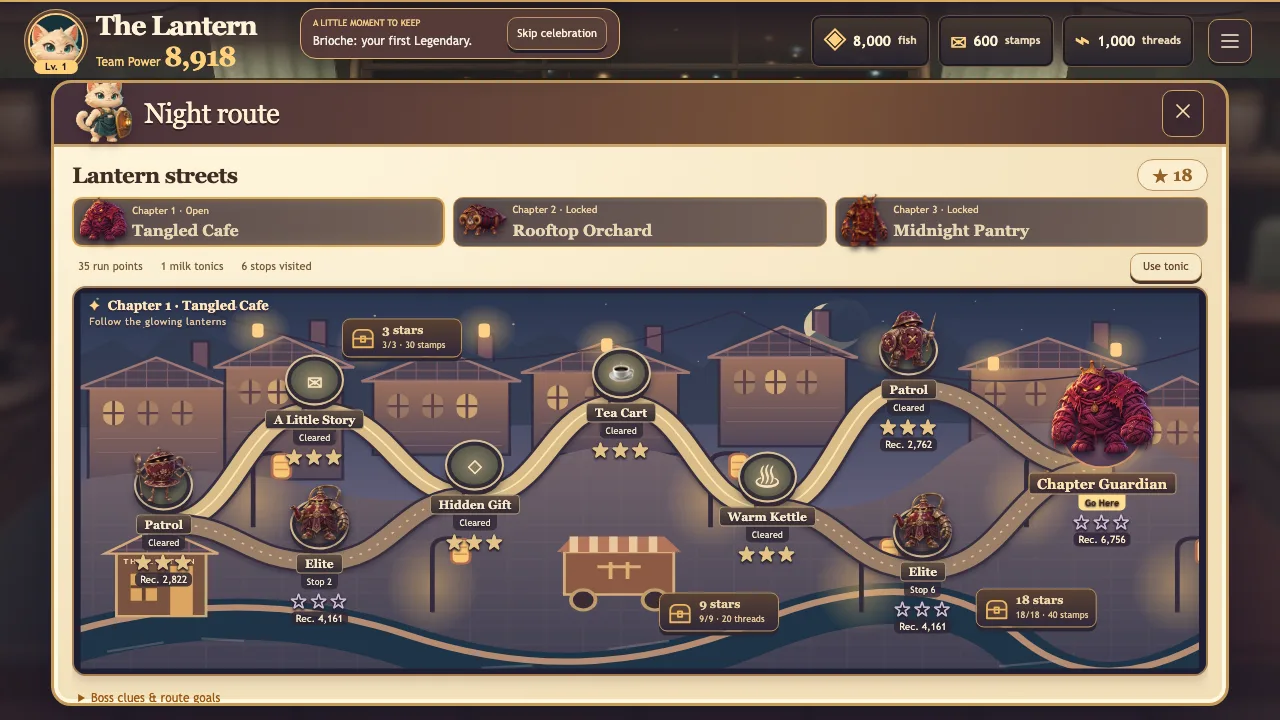 The Lantern
Team Power 8,918
Lv. 1
A LITTLE MOMENT TO KEEP
Brioche: your first Legendary.
Skip celebration
8,000 fish
600 stamps
1,000 threads
Night route
Lantern streets
★ 18
Chapter 1 · Open
Tangled Cafe
Chapter 2 · Locked
Rooftop Orchard
Chapter 3 · Locked
Midnight Pantry
35 run points
1 milk tonics
6 stops visited
Use tonic
Chapter 1 · Tangled Cafe
Follow the glowing lanterns
3 stars
3/3 · 30 stamps
A Little Story
Cleared
Tea Cart
Cleared
Patrol
Cleared
Rec. 2,762
Chapter Guardian
Go Here
Rec. 6,756
Hidden Gift
Cleared
Warm Kettle
Cleared
Patrol
Cleared
Rec. 2,822
Elite
Stop 2
Rec. 4,161
Elite
Stop 6
Rec. 4,161
9 stars
9/9 · 20 threads
18 stars
18/18 · 40 stamps
Boss clues & route goals